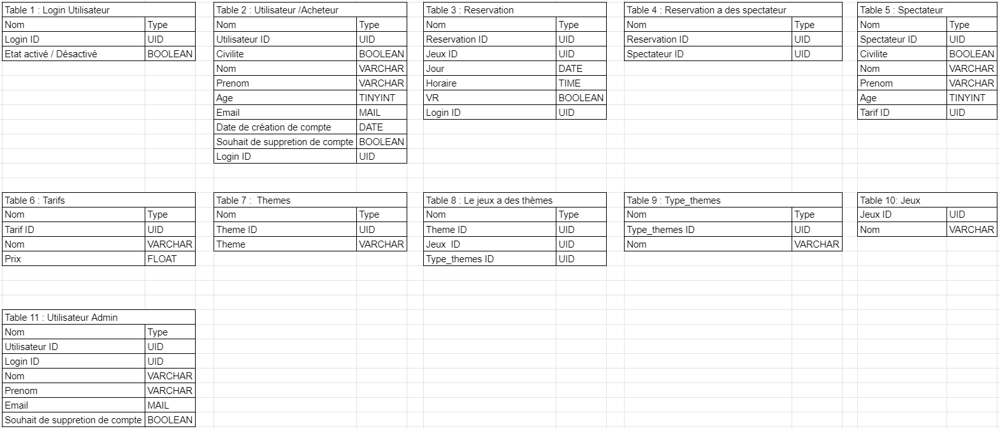 Table 1 : Login Utilisateur
Nom Type
Login ID UID
Etat activé / Désactivé BOOLEAN
Table 2 : Utilisateur /Acheteur
Nom Type
Utilisateur ID UID
Civilite BOOLEAN
Nom VARCHAR
Prenom VARCHAR
Age TINYINT
Email MAIL
Date de création de compte DATE
Souhait de suppretion de compte BOOLEAN
Login ID UID
Table 3 : Reservation
Nom Type
Reservation ID UID
Jeux ID UID
Jour DATE
Horaire TIME
VR BOOLEAN
Login ID UID
Table 4 : Reservation a des spectateur
Nom Type
Reservation ID UID
Spectateur ID UID
Table 5 : Spectateur
Nom Type
Spectateur ID UID
Civilite BOOLEAN
Nom VARCHAR
Prenom VARCHAR
Age TINYINT
Tarif ID UID
Table 6 : Tarifs
Nom Type
Tarif ID UID
Nom VARCHAR
Prix FLOAT
Table 7 : Themes
Nom Type
Theme ID UID
Theme VARCHAR
Table 8 : Le jeux a des thèmes
Nom Type
Theme ID UID
Jeux ID UID
Type_themes ID UID
Table 9 : Type_themes
Nom Type
Type_themes ID UID
Nom VARCHAR
Table 10: Jeux
Jeux ID UID
Nom VARCHAR
Table 11 : Utilisateur Admin
Nom Type
Utilisateur ID UID
Login ID UID
Nom VARCHAR
Prenom VARCHAR
Email MAIL
Souhait de suppretion de compte BOOLEAN